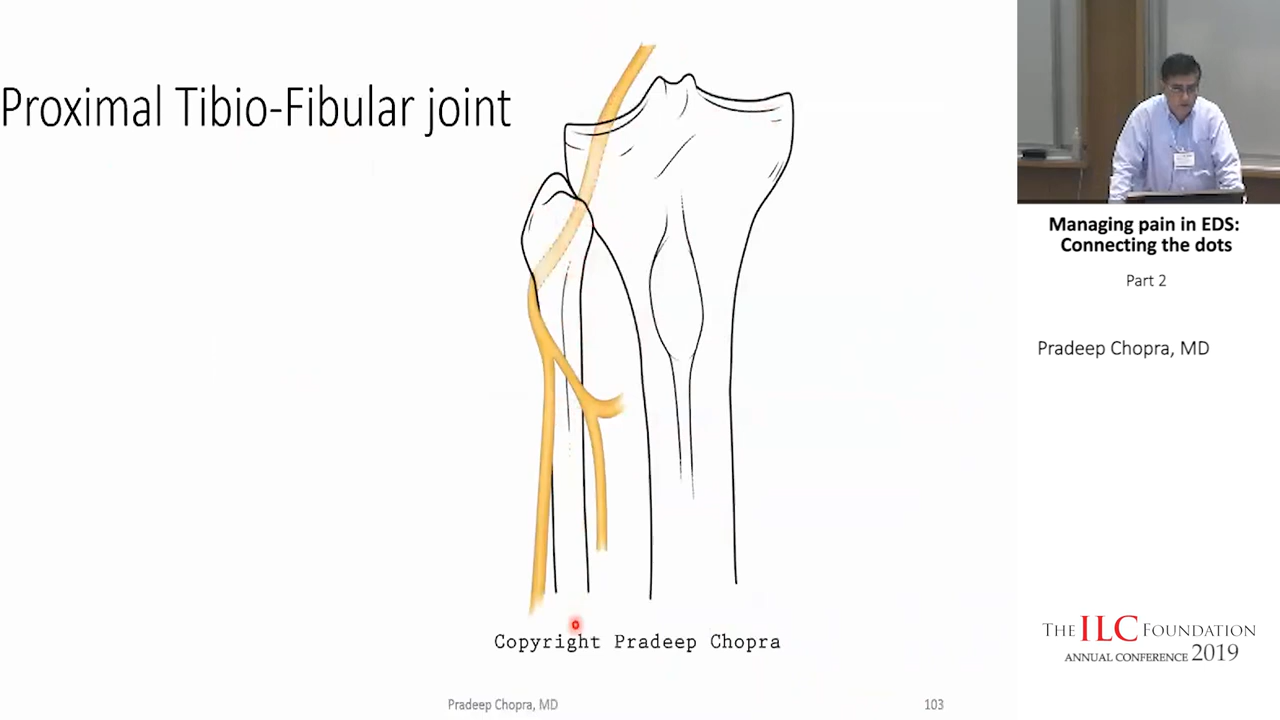 Proximal Tibio-Fibular joint
Copyright Pradeep Chopra
Pradeep Chopra, MD
103
Managing pain in EDS:
Connecting the dots
Part 2
Pradeep Chopra, MD
THE ILC FOUNDATION
ANNUAL CONFERENCE 2019